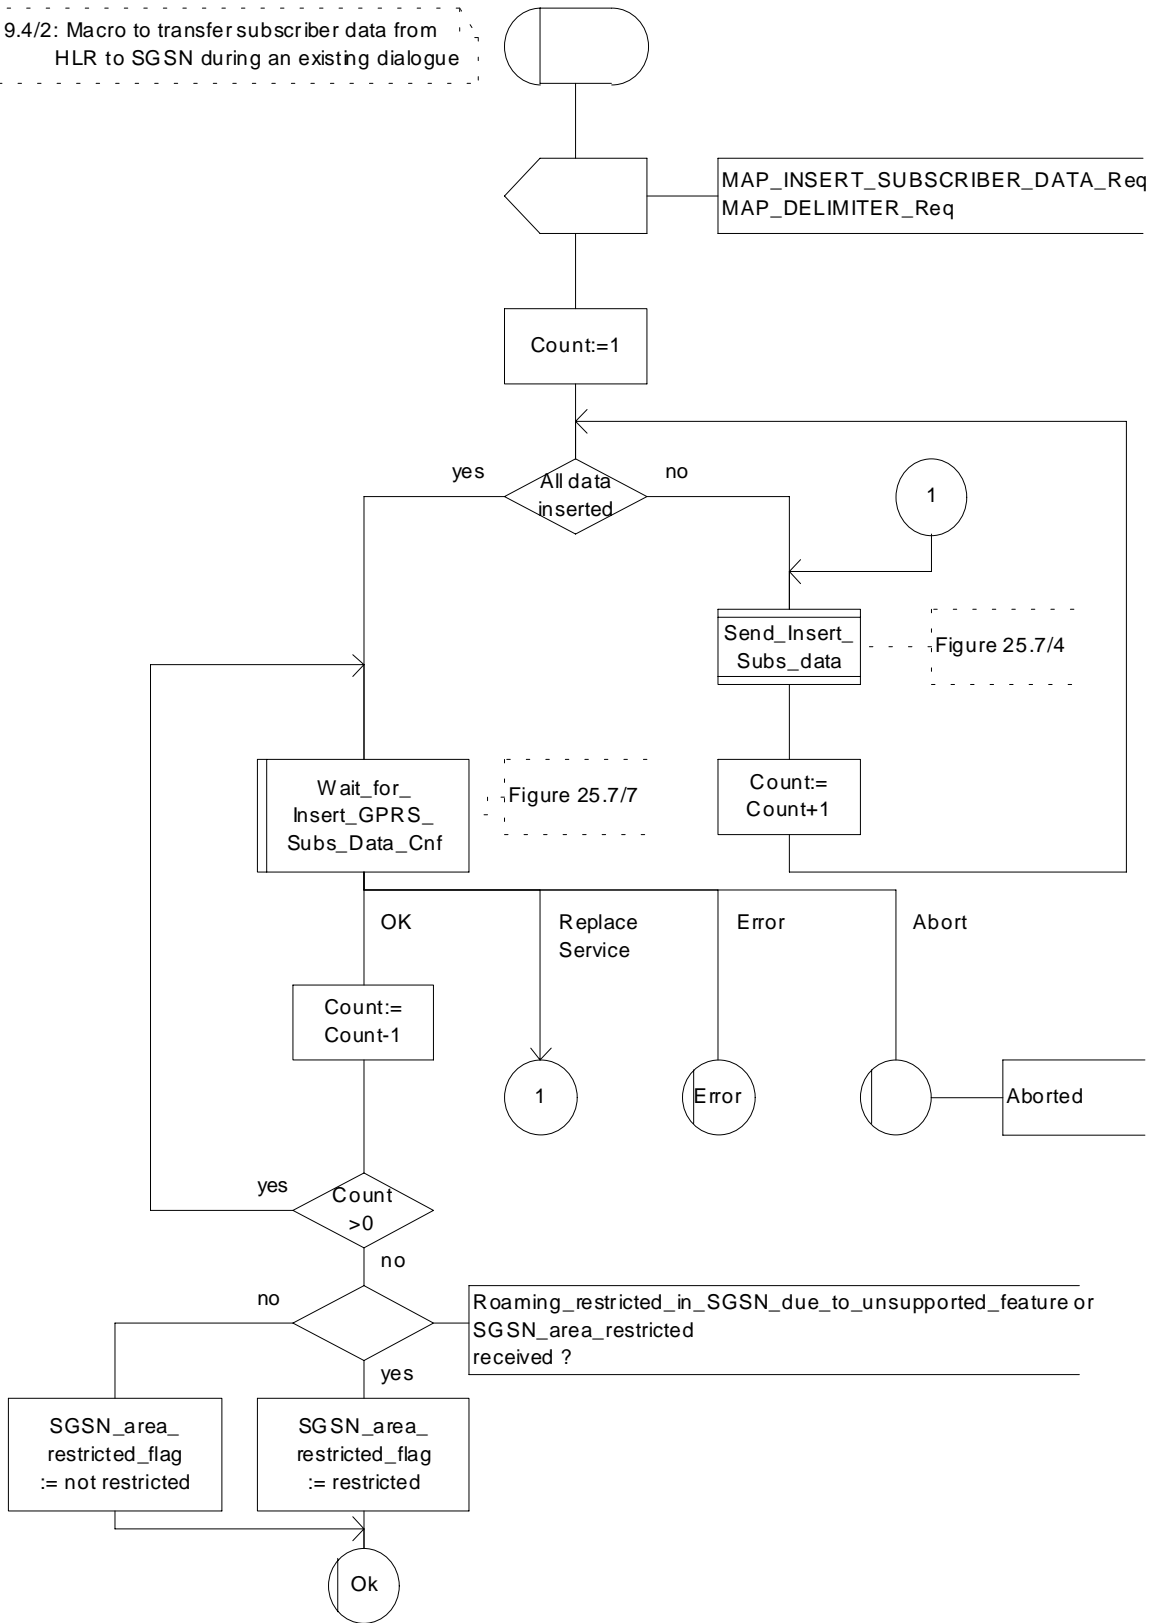 9.4/2: Macro to transfer subscriber data from
HLR to SGSN during an existing dialogue
MAP_INSERT_SUBSCRIBER_DATA_Req
MAP_DELIMITER_Req
Count:=1
yes
All data
inserted
no
1
Send_Insert_
Subs_data
Figure 25.7/4
Wait_for_
Insert_GPRS_
Subs_Data_Cnf
Figure 25.7/7
Count:=
Count+1
OK
Replace
Service
Error
Abort
Count:=
Count-1
1
Error
Aborted
yes
Count
>0
no
no
Roaming_restricted_in_SGSN_due_to_unsupported_feature or
SGSN_area_restricted
received ?
yes
SGSN_area_
restricted_flag
:= not restricted
SGSN_area_
restricted_flag
:= restricted
Ok